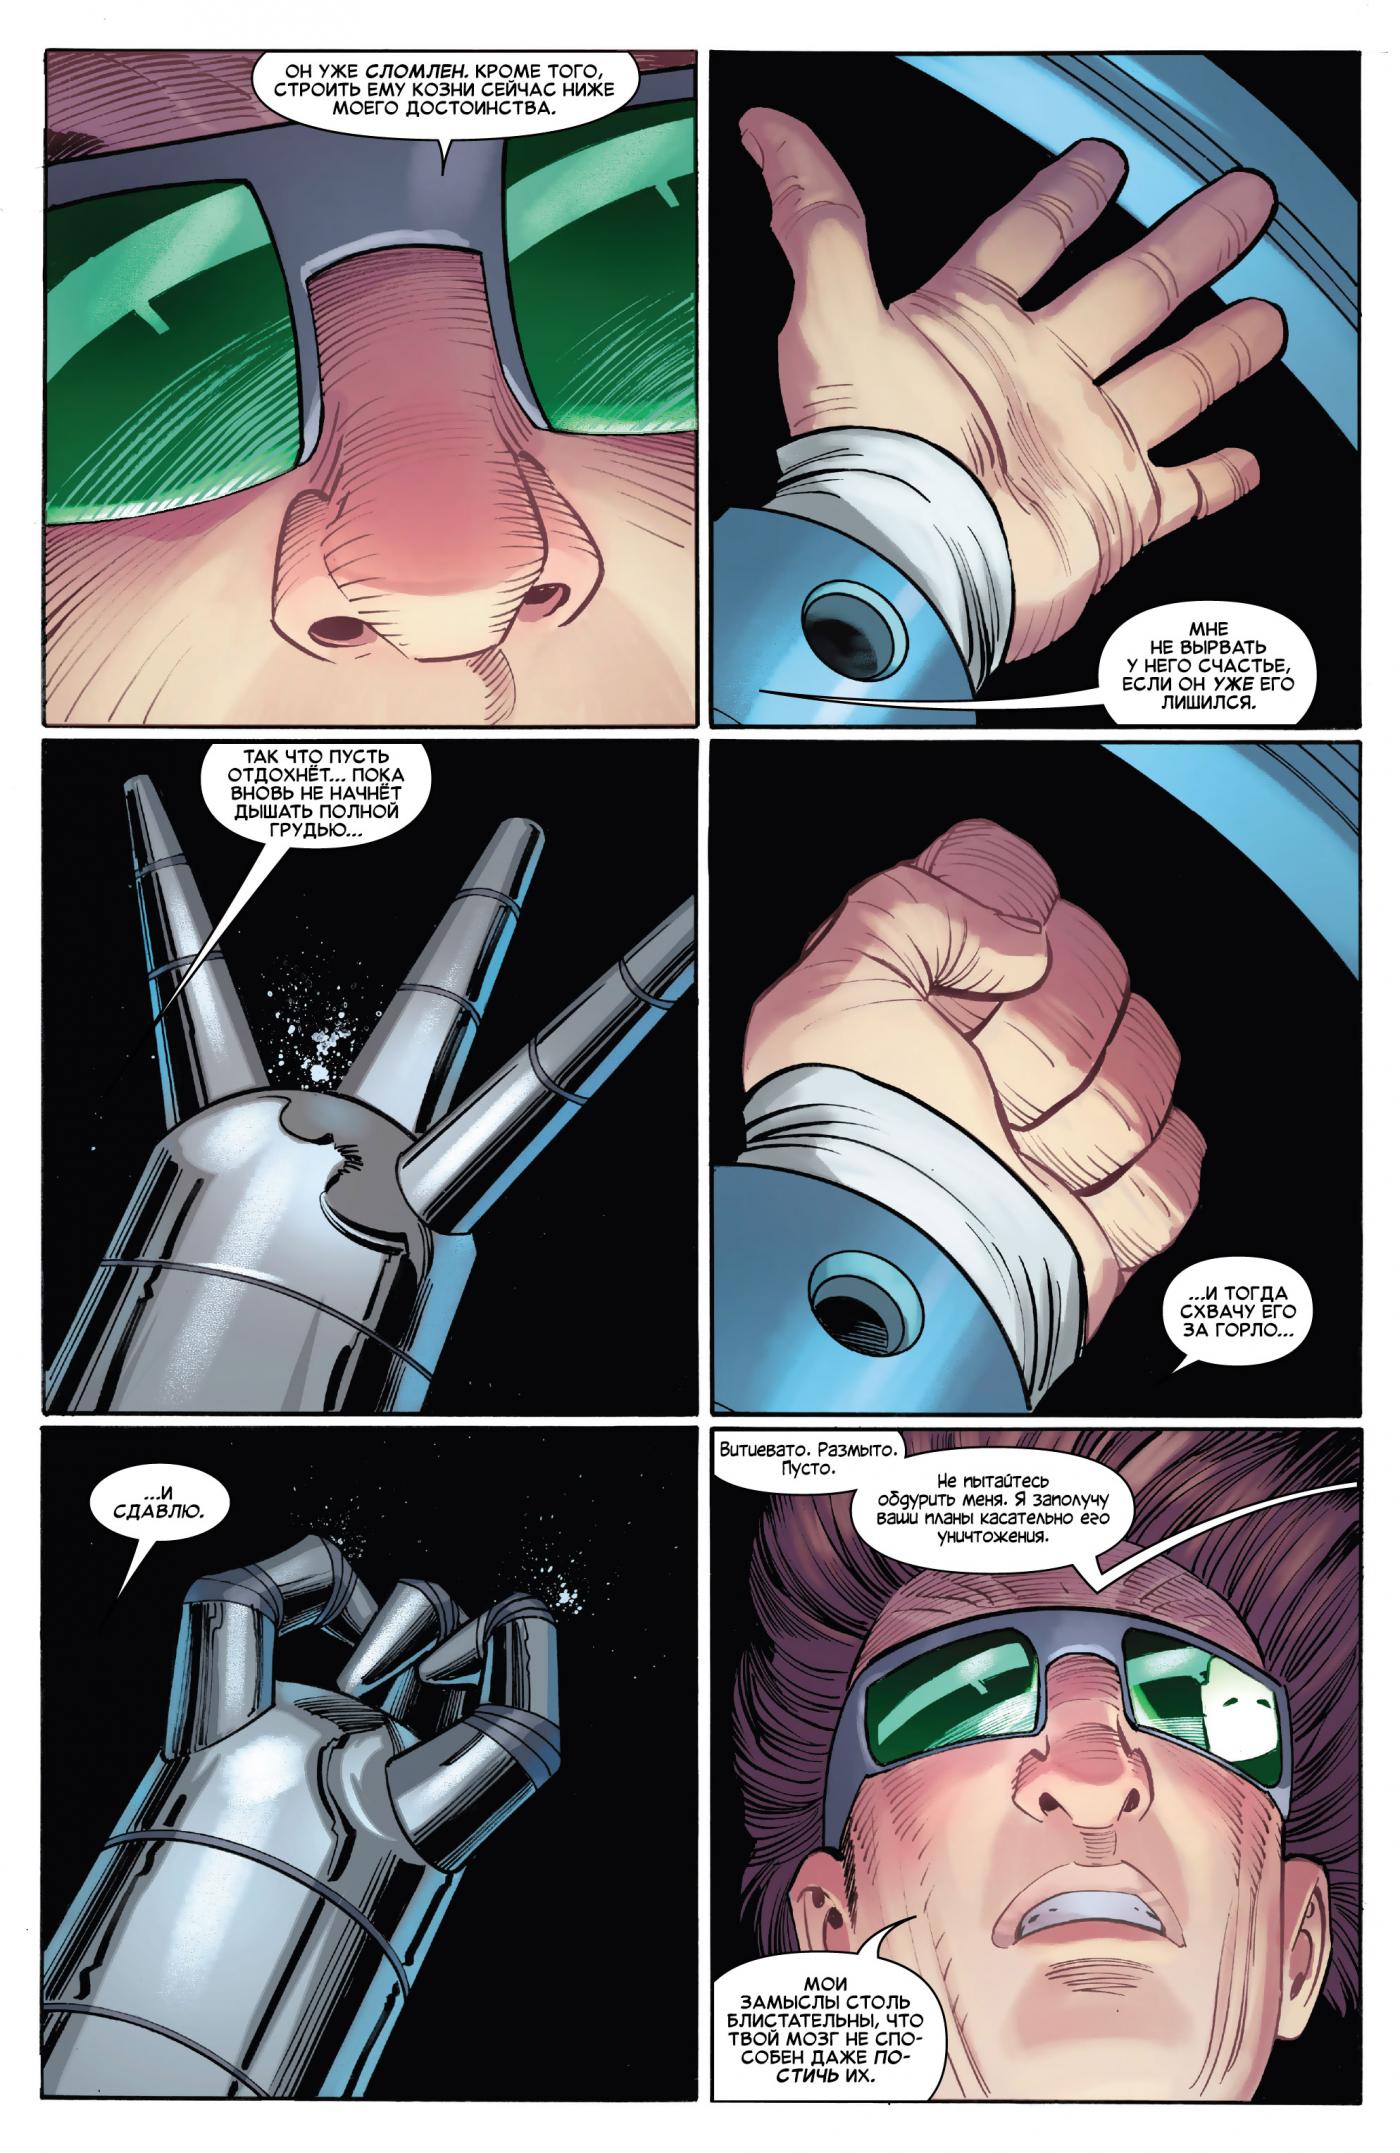 ОН УЖЕ СЛОМЛЕН. КРОМЕ ТОГО,
СТРОИТЬ ЕМУ КОЗНИ СЕЙЧАС НИЖЕ
МОЕГО ДОСТОИНСТВА.
МНЕ
НЕ ВЫРВАТЬ
У НЕГО СЧАСТЬЕ,
ЕСЛИ ОН УЖЕ ЕГО
ЛИШИЛСЯ.
ТАК ЧТО ПУСТЬ
ОТДОХНЁТ... ПОКА
ВНОВЬ НЕ НАЧНЁТ
ДЫШАТЬ ПОЛНОЙ
ГРУДЬЮ...
...И ТОГДА
СХВАЧУ ЕГО
ЗА ГОРЛО...
...И
СДАВЛЮ.
Витиевато. Размыто.
Пусто.
Не пытайтесь
обдурить меня. Я заполучу
ваши планы касательно его
уничтожения.
МОИ
ЗАМЫСЛЫ СТОЛЬ
БЛИСТАТЕЛЬНЫ, ЧТО
ТВОЙ МОЗГ НЕ СПО-
СОБЕН ДАЖЕ ПО-
СТИЧЬ ИХ.